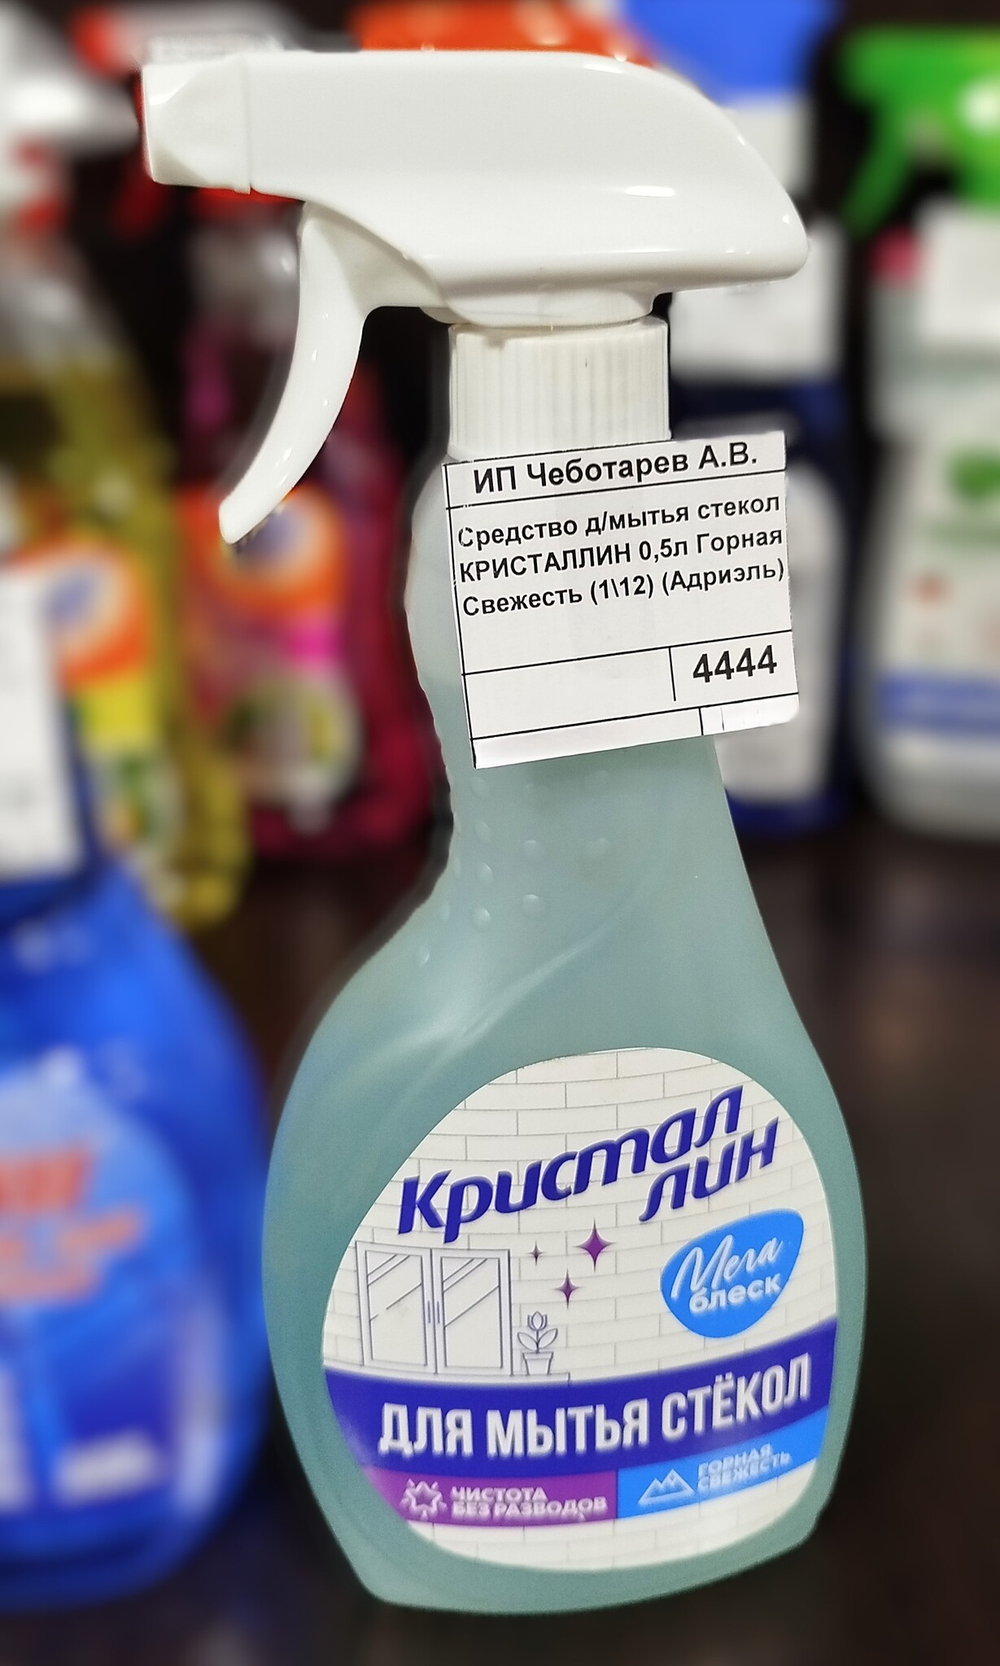 ИП Чеботарев А.В.
Средство д/мытья стекол
КРИСТАЛЛИН 0,5л Горная
Свежесть (1\12) (Адриэль)
4444
Кристал
лин
Мега
блеск
ДЛЯ МЫТЬЯ СТЁКОЛ
ЧИСТОТА
БЕЗ РАЗВОДОВ
ГОРНАЯ
СВЕЖЕСТЬ